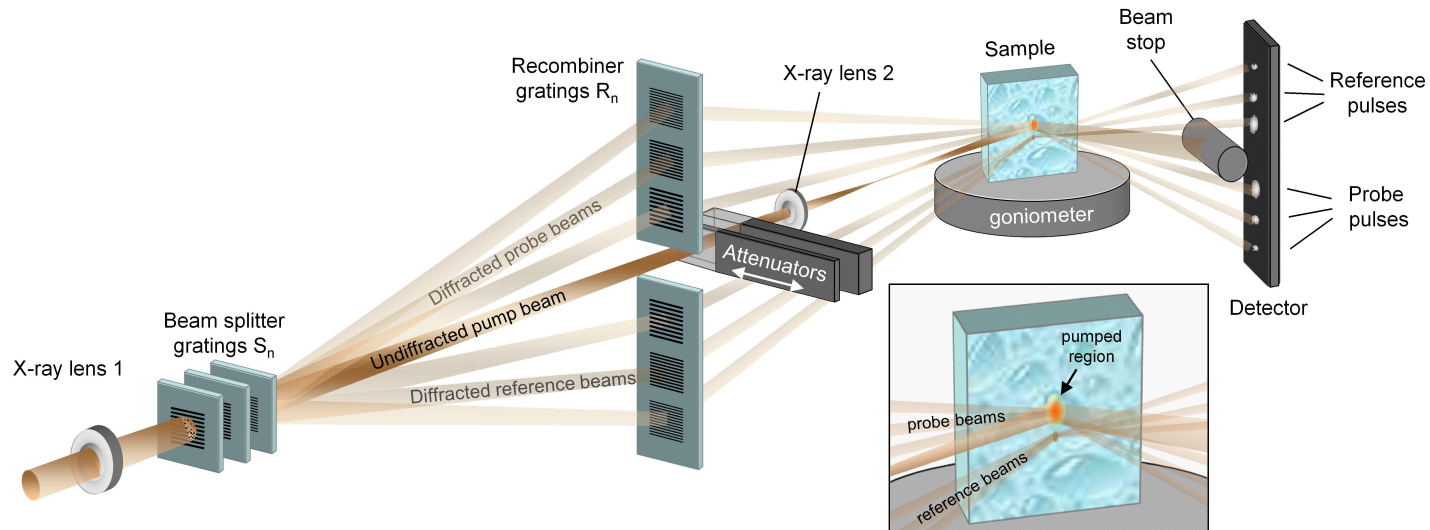 X-ray lens 1
Beam splitter
gratings Sn
Diffracted probe beams
Undiffracted pump beam
Diffracted reference beams
Recombiner
gratings Rn
Attenuators
X-ray lens 2
Sample
goniometer
Beam
stop
Reference
pulses
Probe
pulses
Detector
pumped
region
probe beams
reference beams